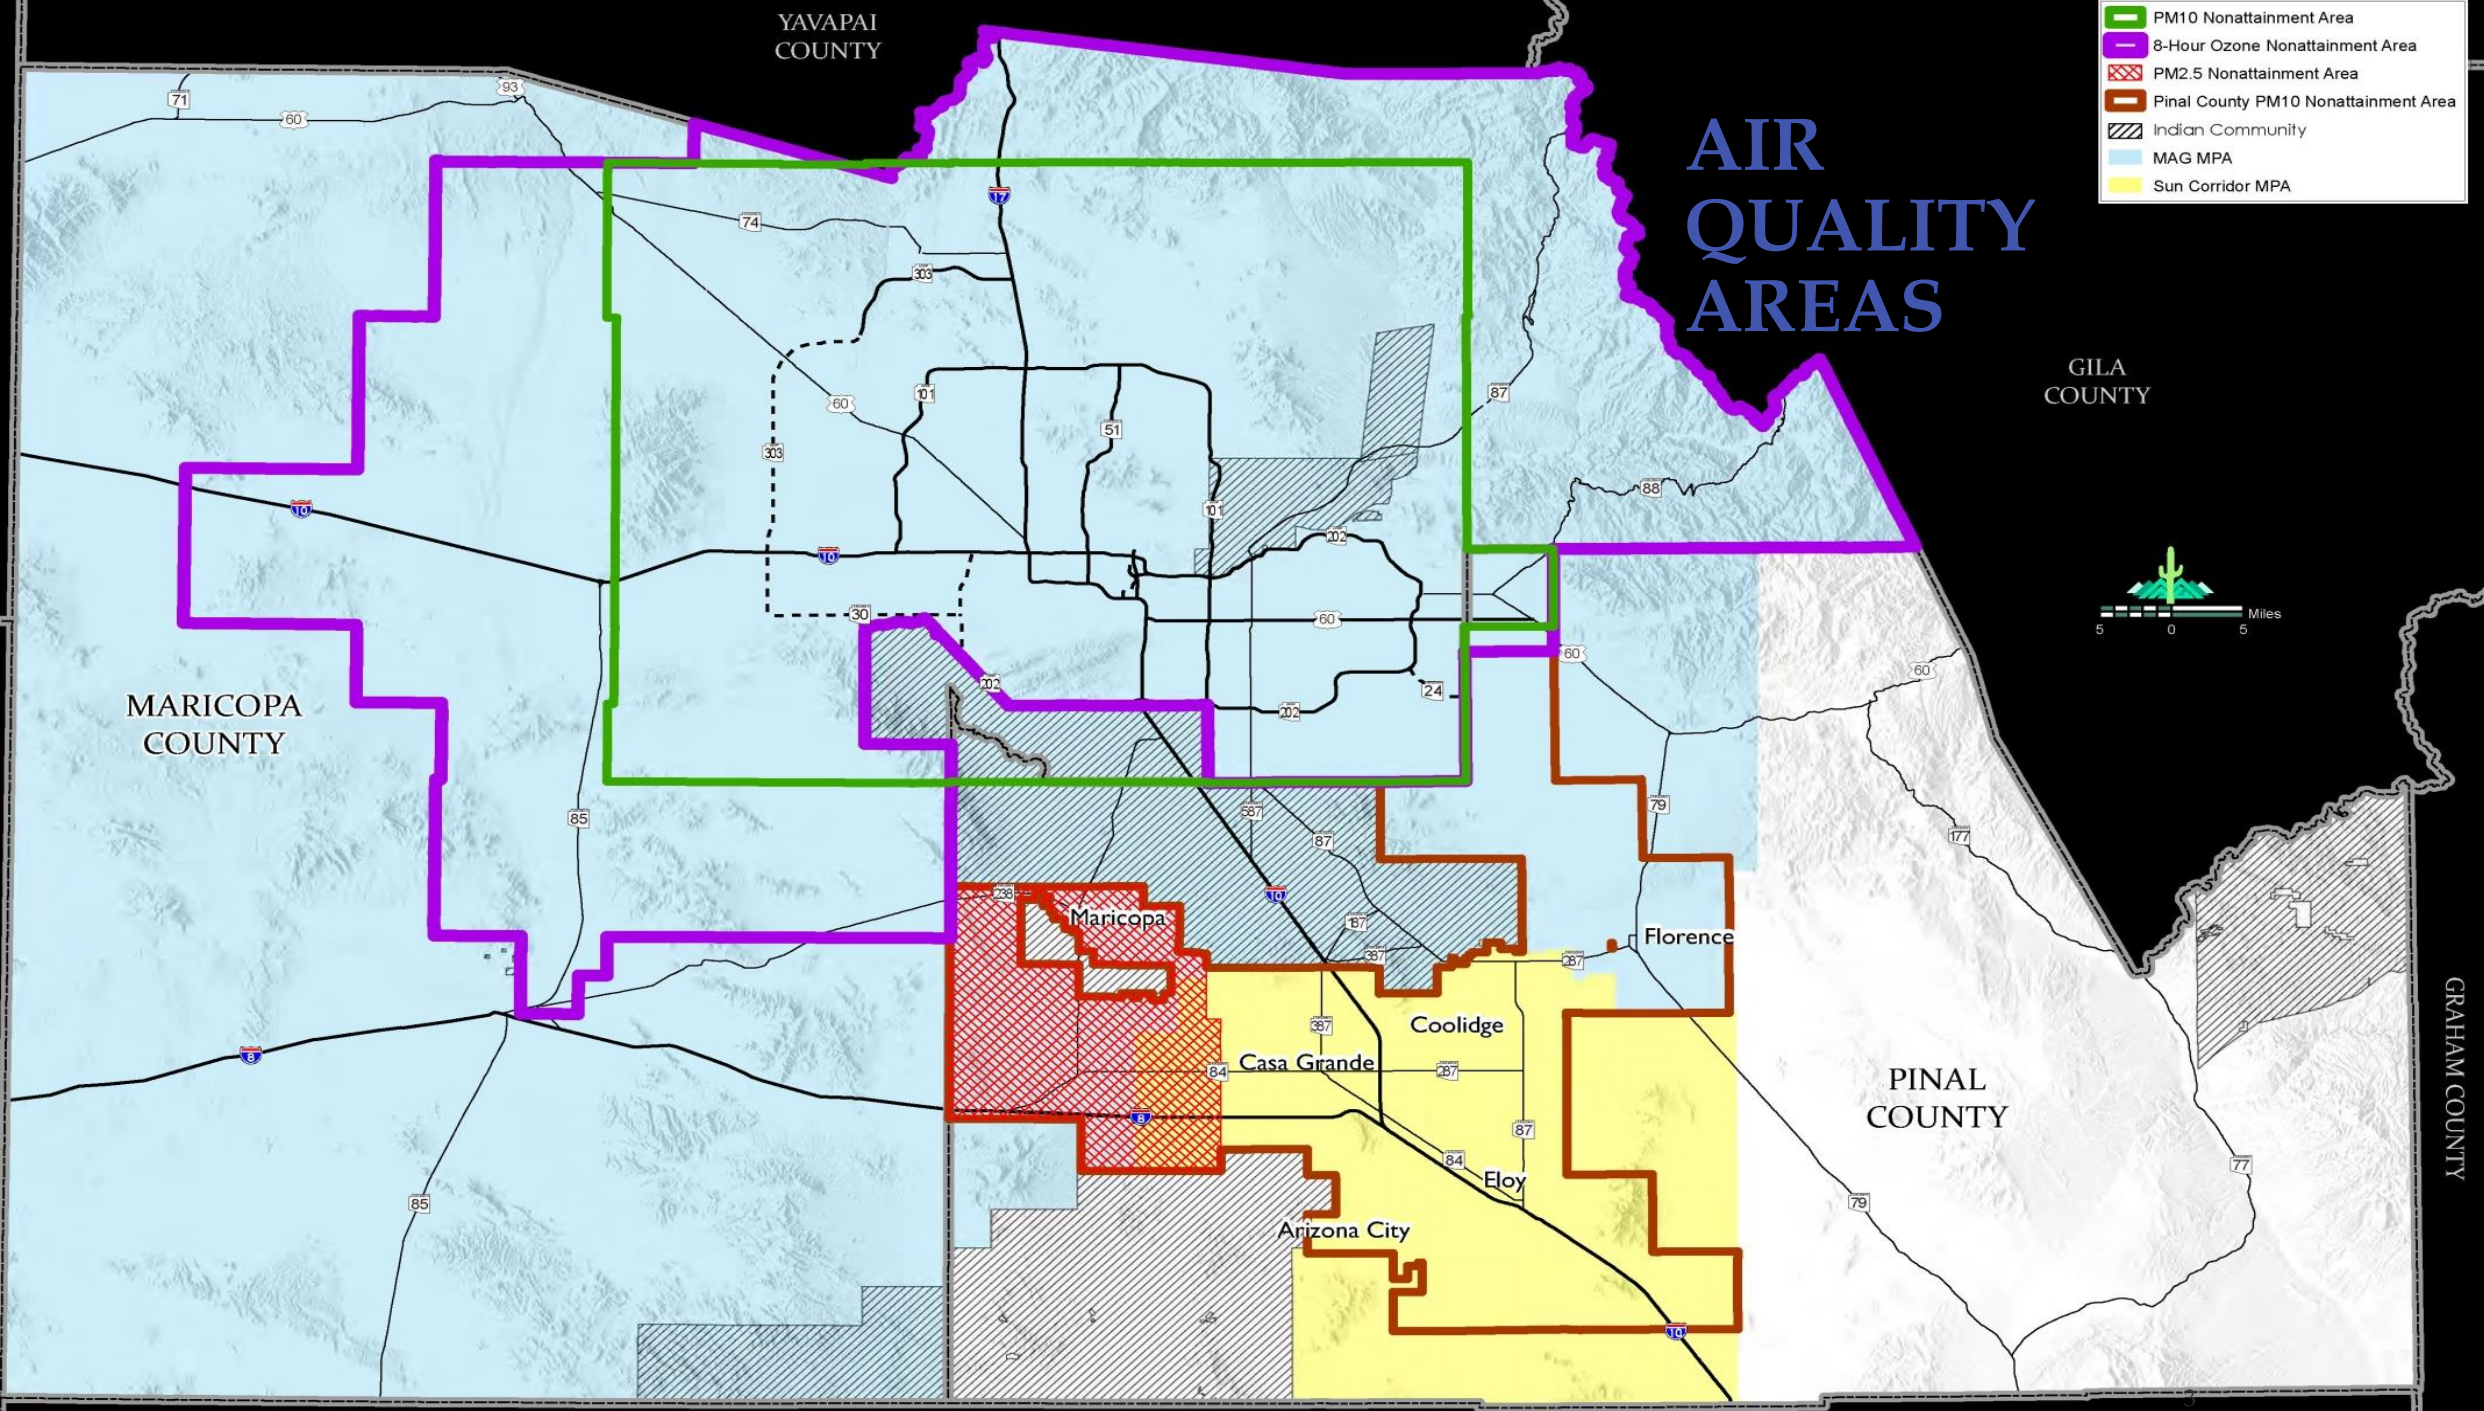 YAVAPAI
COUNTY
PM10 Nonattainment Area
8-Hour Ozone Nonattainment Area
PM2.5 Nonattainment Area
Pinal County PM10 Nonattainment Area
Indian Community
MAG MPA
Sun Corridor MPA
AIR
QUALITY
AREAS
93
71
60
17
74
303
GILA
COUNTY
101
60
87
51
303
88
10
101
202
10
30
60
Miles
5 0 5
60
60
202
24
MARICOPA
COUNTY
202
79
587
85
177
87
238
10
Maricopa
187
Florence
387
287
GRAHAM COUNTY
387
Coolidge
8
Casa Grande
84
287
PINAL
COUNTY
8
87
84
77
Eloy
85
79
Arizona City
10
3